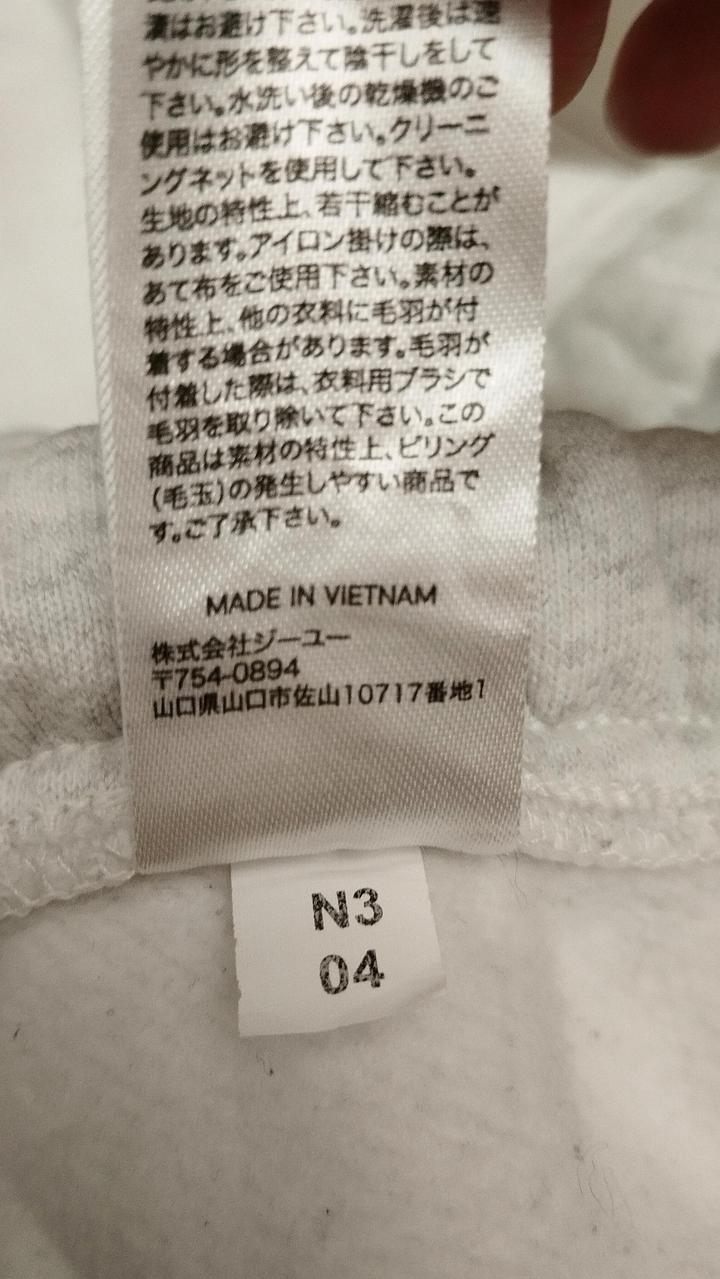 漬はお避け下さい。洗濯後は速
やかに形を整えて陰干しをして
下さい。水洗い後の乾燥機のご
使用はお避け下さい。クリーニ
ングネットを使用して下さい。
生地の特性上、若干縮むことが
あります。アイロン掛けの際は、
あて布をご使用下さい。素材の
特性上、他の衣料に毛羽が付
着する場合があります。毛羽が
付着した際は、衣料用ブラシで
毛羽を取り除いて下さい。この
商品は素材の特性上、ピリング
(毛玉)の発生しやすい商品で
す。ご了承下さい。
MADE IN VIETNAM
株式会社ジーユー
〒754-0894
山口県山口市佐山10717番地1
N3
04